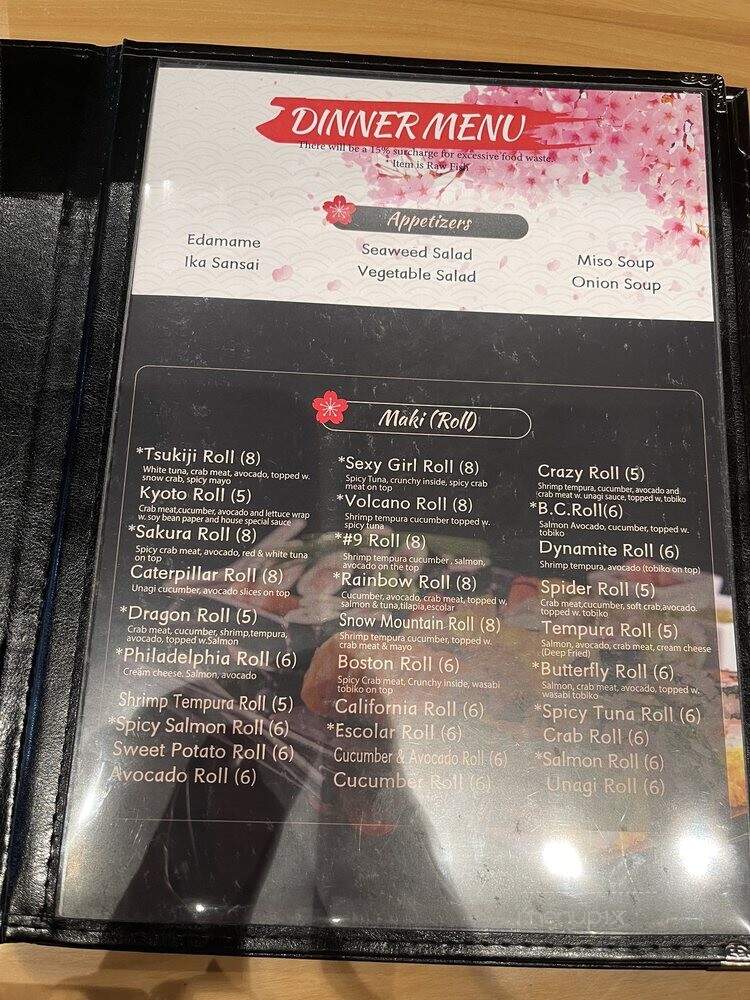 DINNER MENU
There will be a 15% surcharge for excessive food waste.
Item is Raw Fish
Appetizers
Edamame
Ika Sansai
Seaweed Salad
Vegetable Salad
Miso Soup
Onion Soup
Maki (Roll)
*Tsukiji Roll (8)
White tuna, crab meat, avocado, topped w.
snow crab, spicy mayo
Kyoto Roll (5)
Crab meat,cucumber, avocado and lettuce wrap
w. soy bean paper and house special sauce
*Sakura Roll (8)
Spicy crab meat, avocado, red & white tuna
on top
Caterpillar Roll (8)
Unagi cucumber, avocado slices on top
*Dragon Roll (5)
Crab meat, cucumber, shrimp,tempura,
avocado, topped w.Salmon
*Philadelphia Roll (6)
Cream cheese, Salmon, avocado
Shrimp Tempura Roll (5)
*Spicy Salmon Roll (6)
Sweet Potato Roll (6)
Avocado Roll (6)
*Sexy Girl Roll (8)
Spicy Tuna, crunchy inside, spicy crab
meat on top
*Volcano Roll (8)
Shrimp tempura cucumber topped w.
spicy tuna
*#9 Roll (8)
Shrimp tempura cucumber , salmon,
avocado on the top
*Rainbow Roll (8)
Cucumber, avocado, crab meat, topped w,
salmon & tuna,tilapia,escolar
Snow Mountain Roll (8)
Shrimp tempura cucumber, topped w.
crab meat & mayo
Boston Roll (6)
Spicy Crab meat, Crunchy inside, wasabi
tobiko on top
California Roll (6)
*Escolar Roll (6)
Cucumber & Avocado Roll (6)
Cucumber Roll (6)
Crazy Roll (5)
Shrimp tempura, cucumber, avocado and
crab meat w. unagi sauce, topped w, tobiko
*B.C.Roll(6)
Salmon Avocado, cucumber, topped w.
tobiko
Dynamite Roll (6)
Shrimp tempura, avocado (tobiko on top)
Spider Roll (5)
Crab meat,cucumber, soft crab,avocado.
topped w. tobiko
Tempura Roll (5)
Salmon, avocado, crab meat, cream cheese
(Deep Fried)
*Butterfly Roll (6)
Salmon, crab meat, avocado, topped w.
wasabi tobiko
*Spicy Tuna Roll (6)
Crab Roll (6)
*Salmon Roll (6)
Unagi Roll (6)
menupix